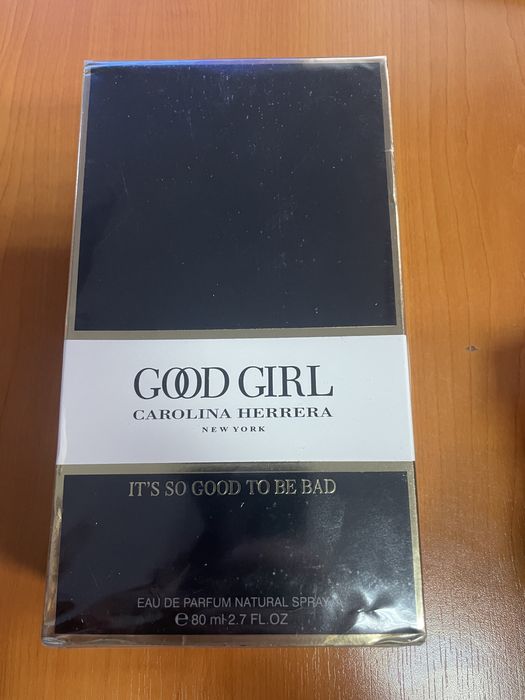 GOOD GIRL
CAROLINA HERRERA
NEW YORK
IT'S SO GOOD TO BE BAD
EAU DE PARFUM NATURAL SPRAY
℮ 80 ml 2.7 FL.OZ